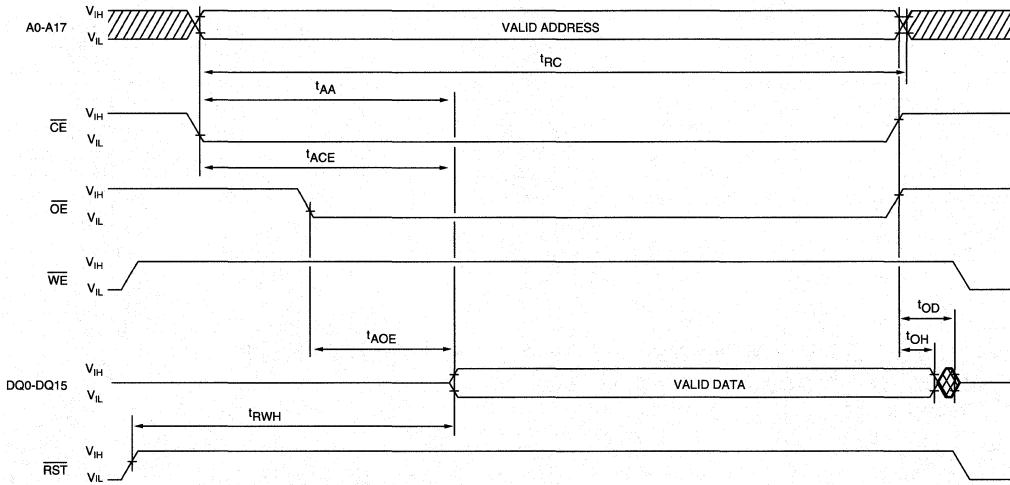 VIH
A0-A17
VALID ADDRESS
VIL
tRC
tAA
VIH
CE
VIL
tACE
VIH
OE
VIL
VIH
WE
VIL
tOD
tOH
tAOE
VIH
DQ0-DQ15
VALID DATA
VIL
tRWH
VIH
RST
VIL